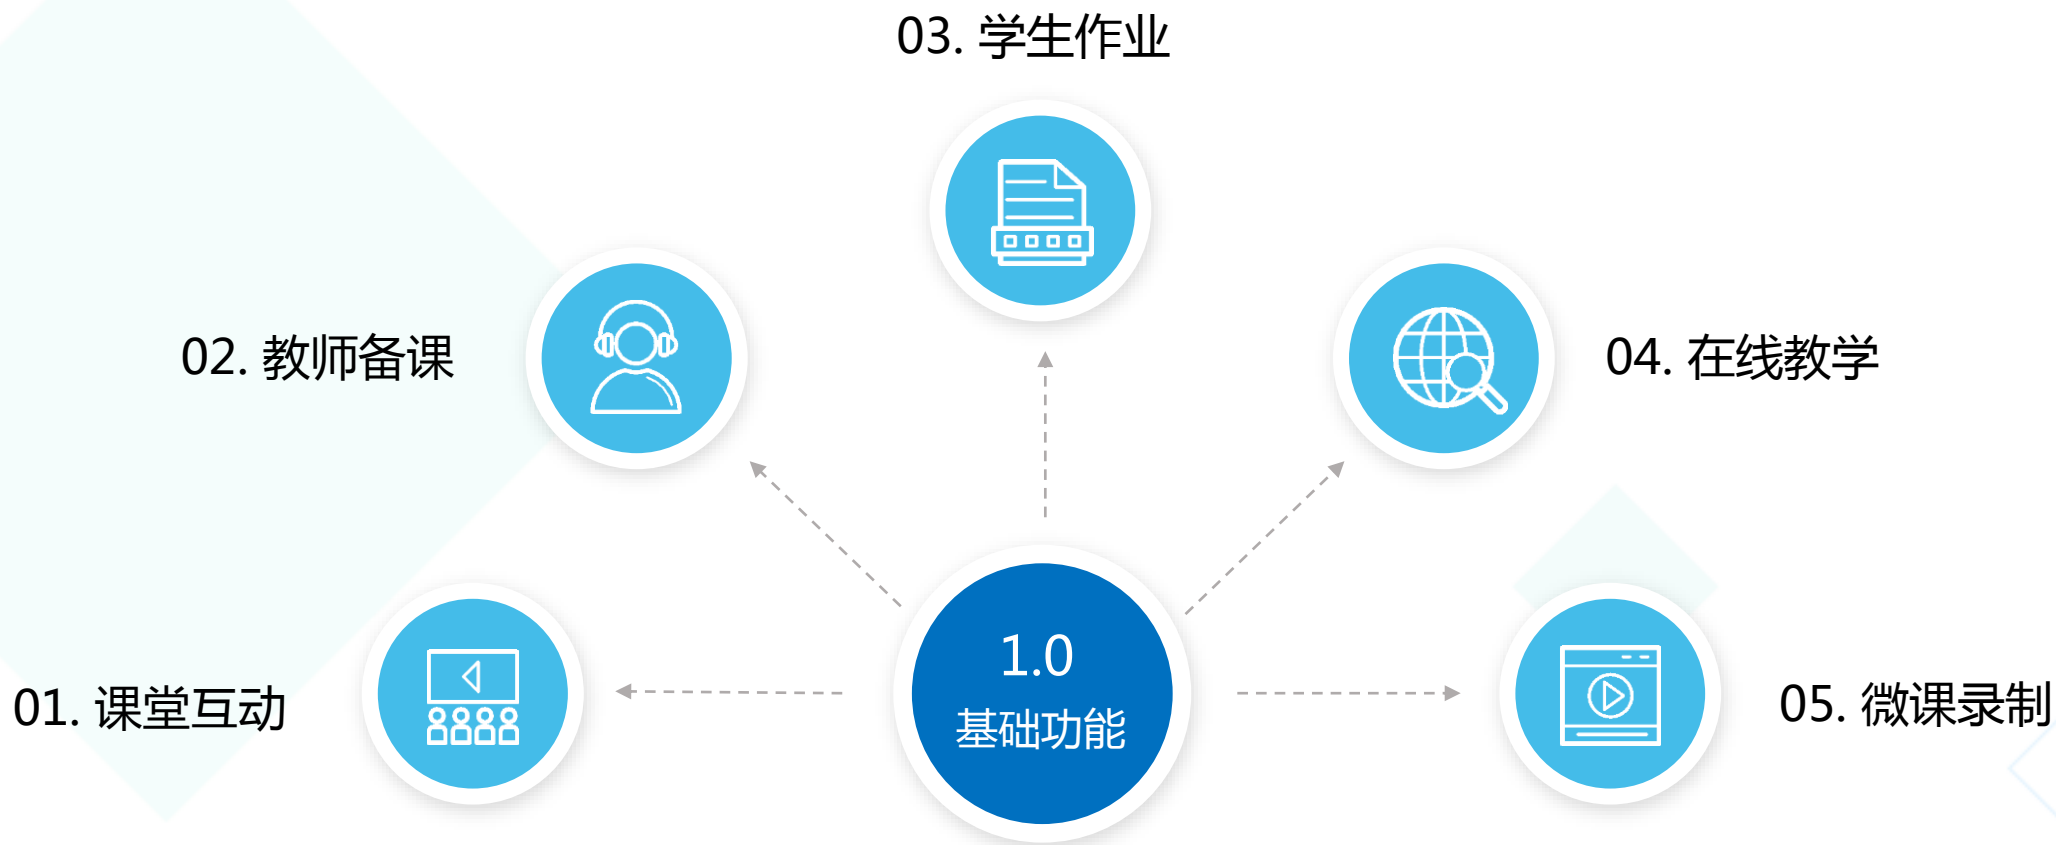 03. 学生作业
02. 教师备课
04. 在线教学
01. 课堂互动
1.0
基础功能
05. 微课录制